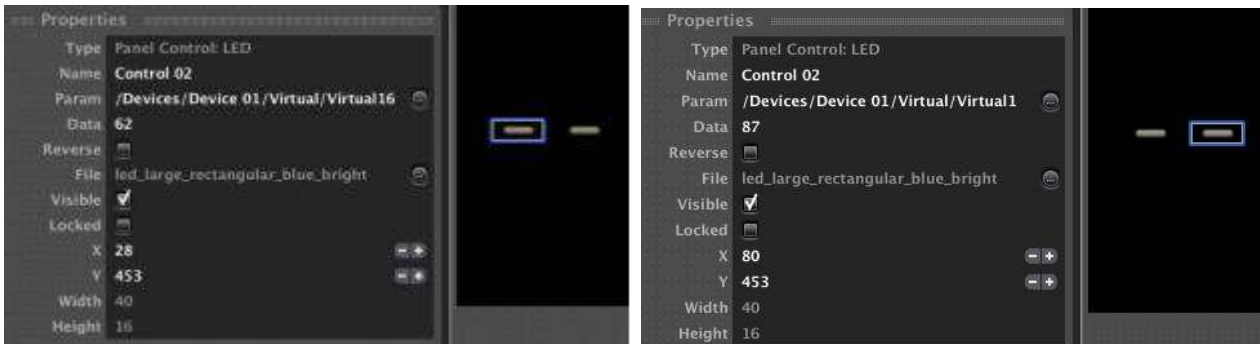 Properties
Type Panel Control: LED
Name Control 02
Param /Devices/Device 01/Virtual/Virtual16
Data 62
Reverse
File led_large_rectangular_blue_bright
Visible
Locked
X 28
Y 453
Width 40
Height 16
Properties
Type Panel Control: LED
Name Control 02
Param /Devices/Device 01/Virtual/Virtual1
Data 87
Reverse
File led_large_rectangular_blue_bright
Visible
Locked
X 80
Y 453
Width 40
Height 16